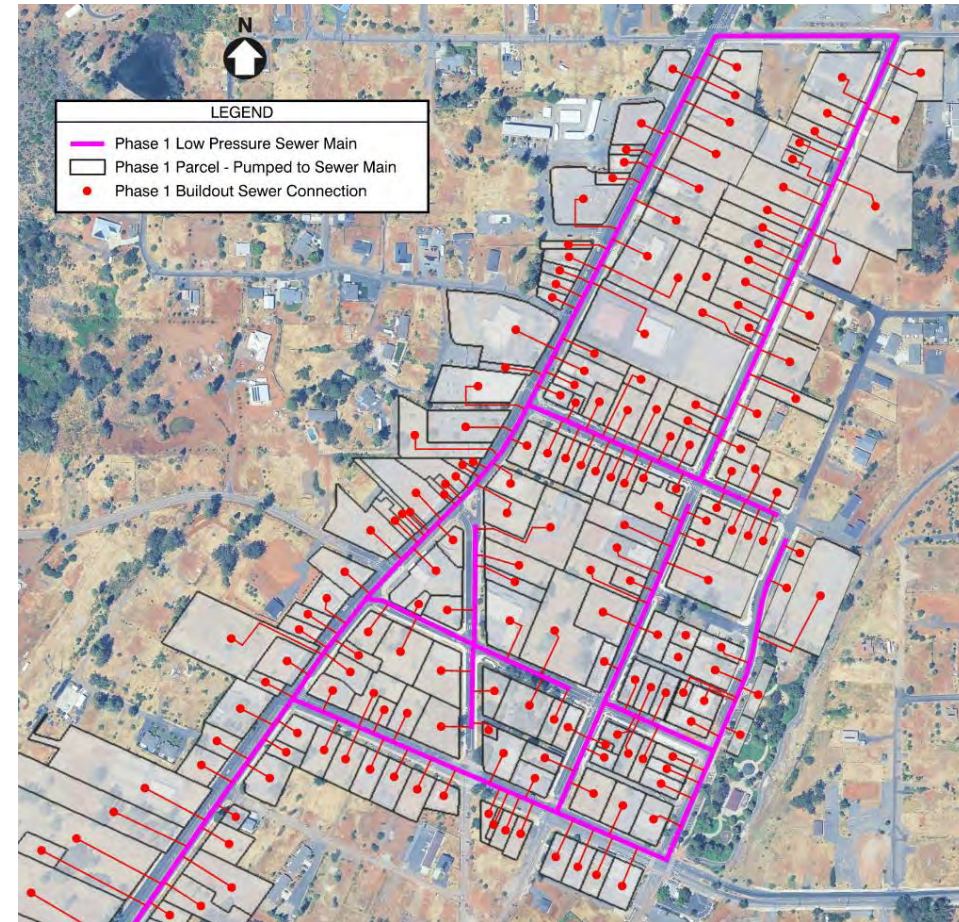 N
LEGEND
Phase 1 Low Pressure Sewer Main
Phase 1 Parcel - Pumped to Sewer Main
Phase 1 Buildout Sewer Connection